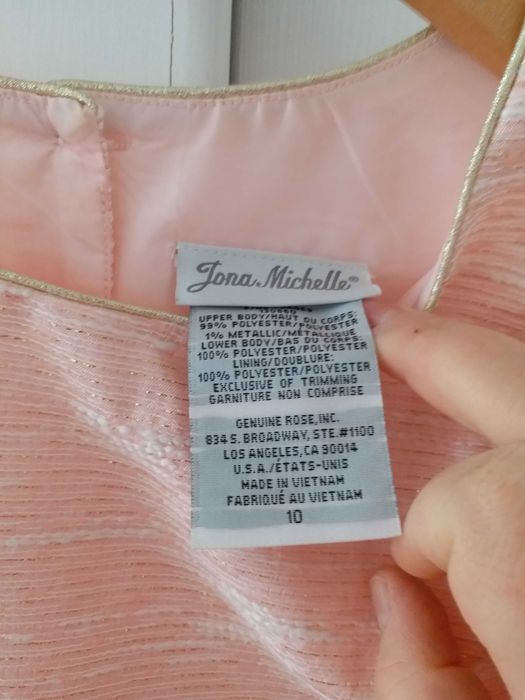 Jona Michelle®
UPPER BODY/HAUT DU CORPS:
99% POLYESTER/POLYESTER
1% METALLIC/MÉTALLIQUE
LOWER BODY/BAS DU CORPS:
100% POLYESTER/POLYESTER
LINING/DOUBLURE:
100% POLYESTER/POLYESTER
EXCLUSIVE OF TRIMMING
GARNITURE NON COMPRISE
GENUINE ROSE,INC.
834 S. BROADWAY, STE.#1100
LOS ANGELES,CA 90014
U.S.A./ÉTATS-UNIS
MADE IN VIETNAM
FABRIQUÉ AU VIETNAM
10